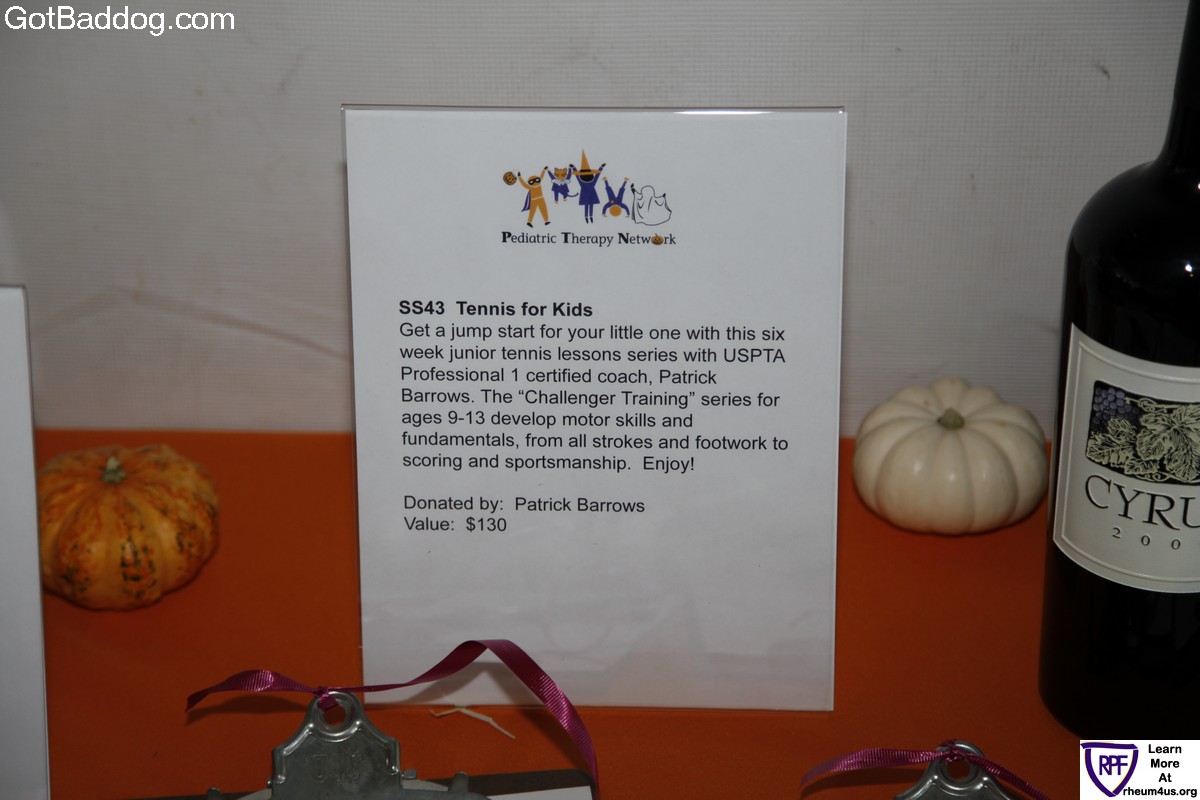 GotBaddog.com
Pediatric Therapy Network
SS43 Tennis for Kids
Get a jump start for your little one with this six
week junior tennis lessons series with USPTA
Professional 1 certified coach, Patrick
Barrows. The “Challenger Training” series for
ages 9-13 develop motor skills and
fundamentals, from all strokes and footwork to
scoring and sportsmanship. Enjoy!
Donated by: Patrick Barrows
Value: $130
CYRU
200
RPF
Learn
More
At
rheum4us.org